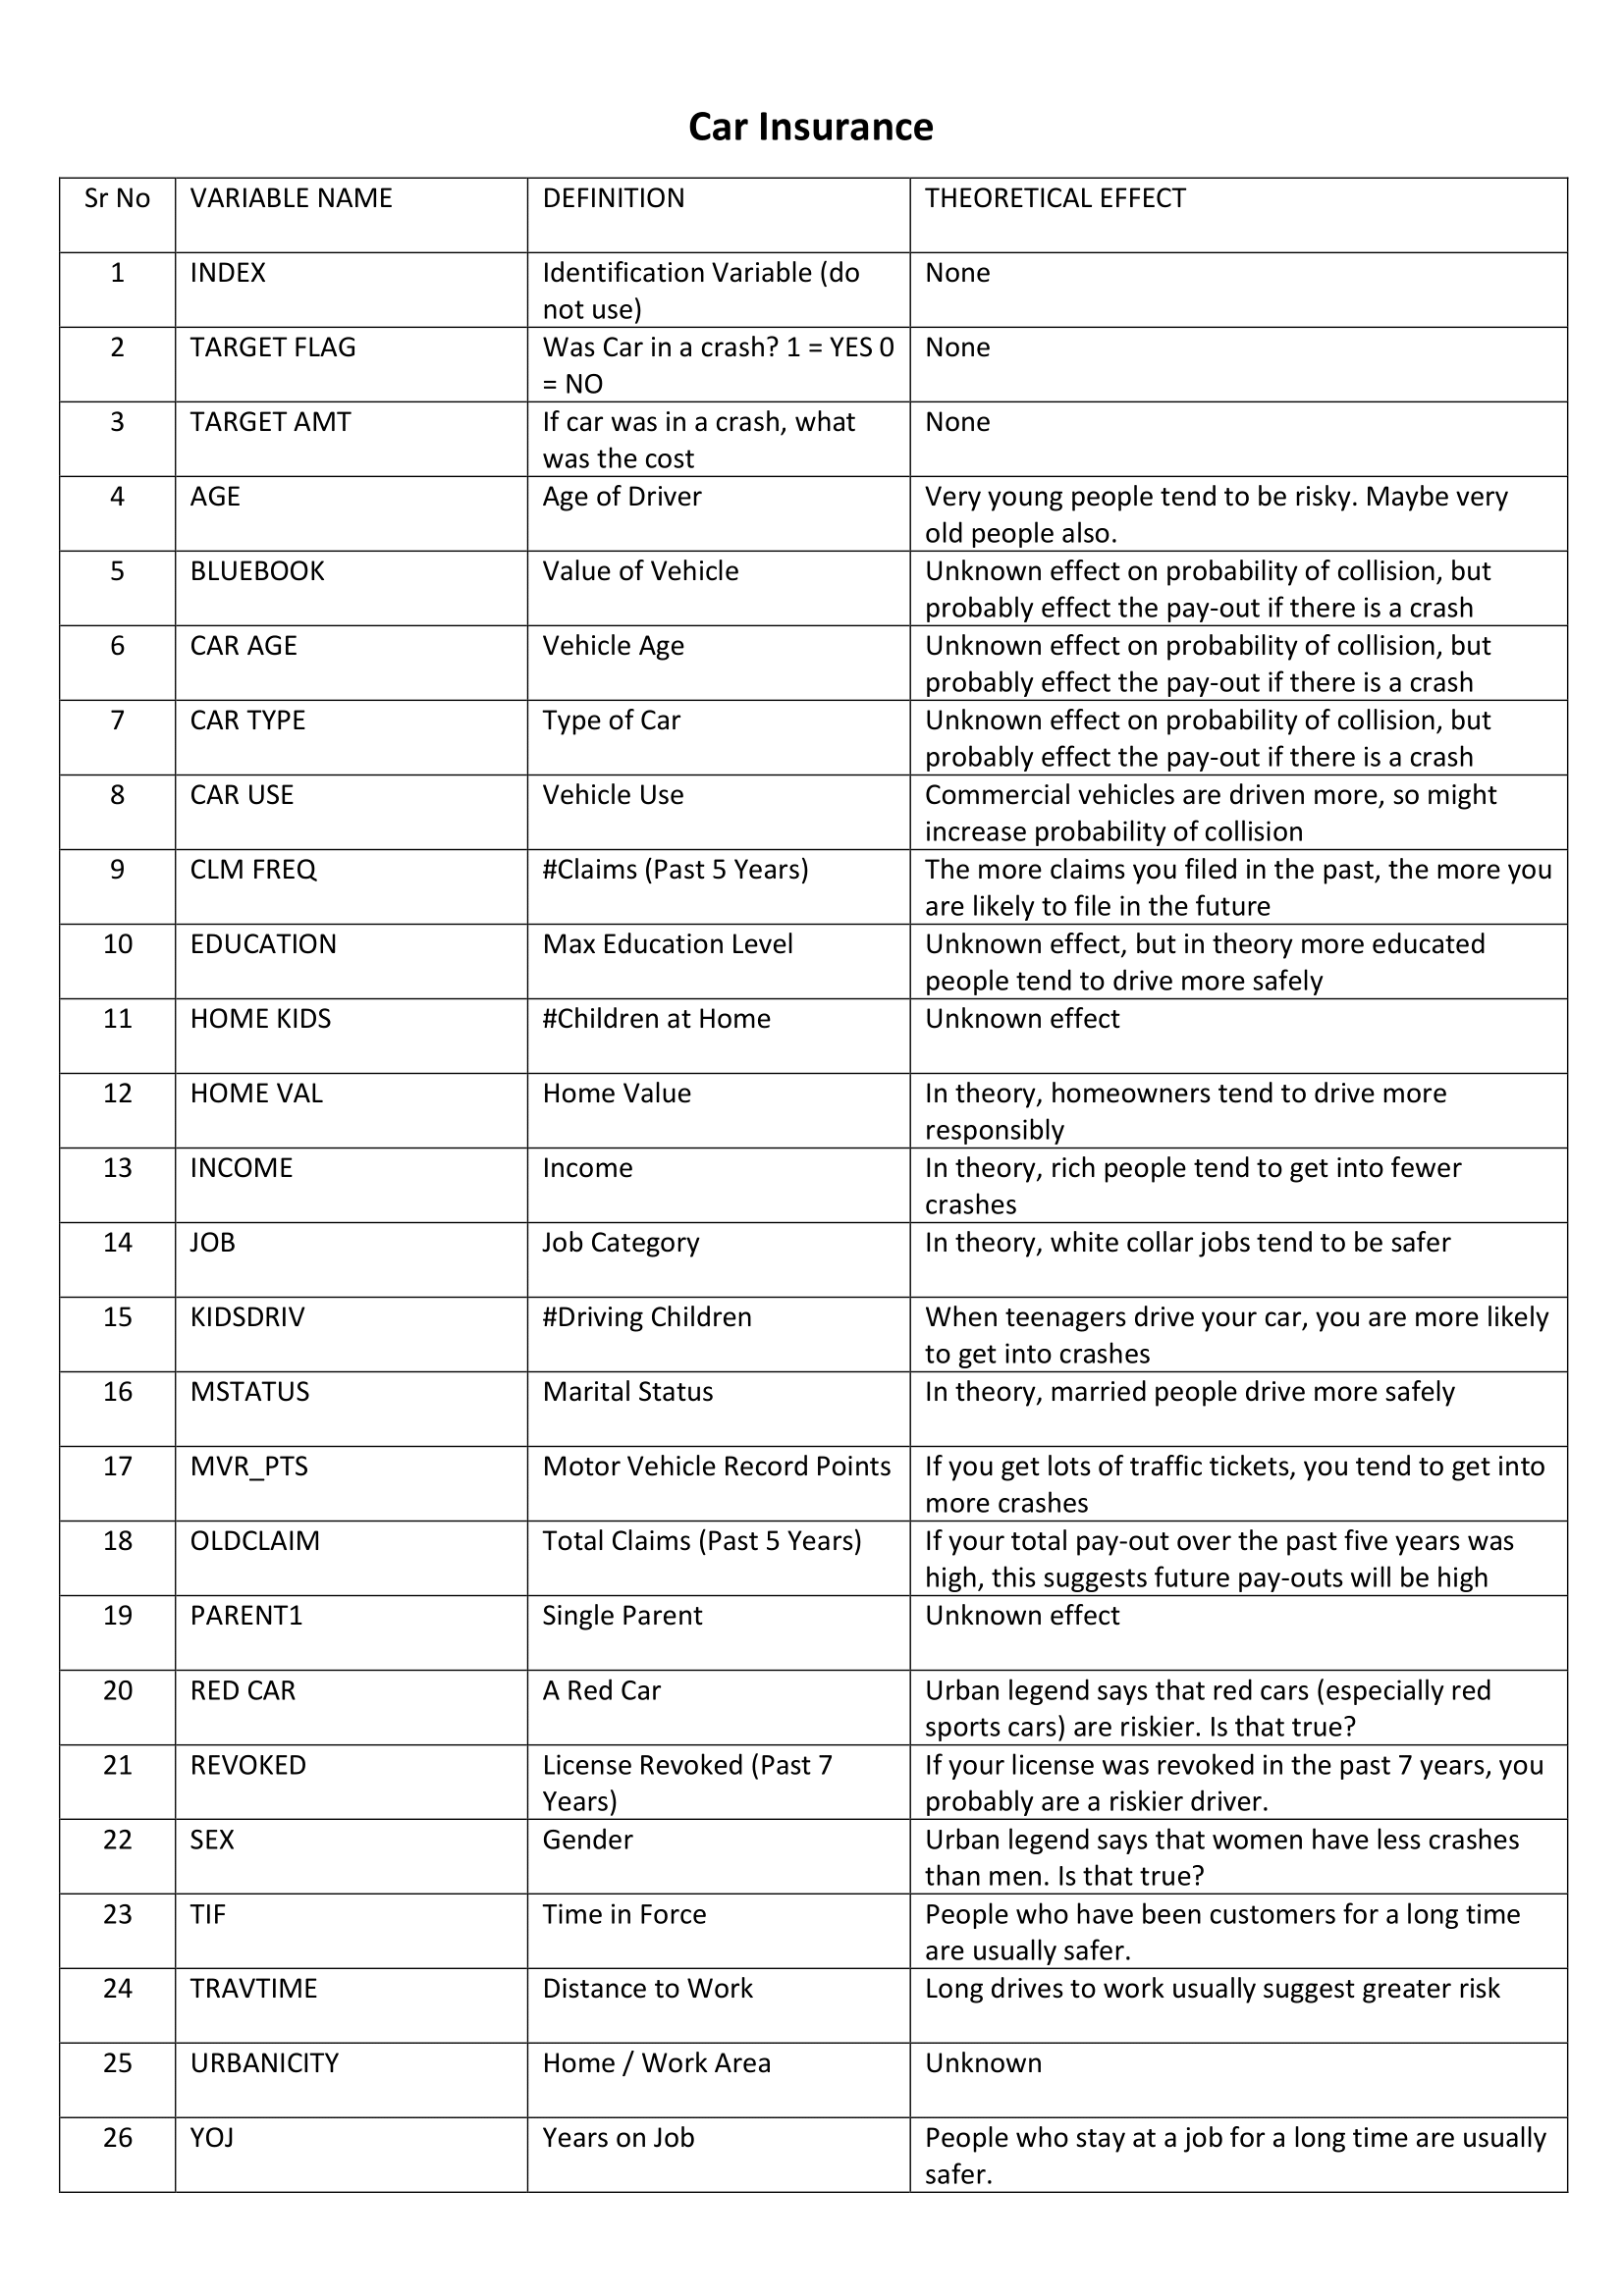 Car Insurance
Sr No VARIABLE NAME DEFINITION THEORETICAL EFFECT
1 INDEX Identification Variable (do None
not use)
2 TARGET FLAG Was Car in a crash? 1 = YES 0 None
= NO
3 TARGET AMT If car was in a crash, what None
was the cost
4 AGE Age of Driver Very young people tend to be risky. Maybe very
old people also.
5 BLUEBOOK Value of Vehicle Unknown effect on probability of collision, but
probably effect the pay-out if there is a crash
6 CAR AGE Vehicle Age Unknown effect on probability of collision, but
probably effect the pay-out if there is a crash
7 CAR TYPE Type of Car Unknown effect on probability of collision, but
probably effect the pay-out if there is a crash
8 CAR USE Vehicle Use Commercial vehicles are driven more, so might
increase probability of collision
9 CLM FREQ #Claims (Past 5 Years) The more claims you filed in the past, the more you
are likely to file in the future
10 EDUCATION Max Education Level Unknown effect, but in theory more educated
people tend to drive more safely
11 HOME KIDS #Children at Home Unknown effect
12 HOME VAL Home Value In theory, homeowners tend to drive more
responsibly
13 INCOME Income In theory, rich people tend to get into fewer
crashes
14 JOB Job Category In theory, white collar jobs tend to be safer
15 KIDSDRIV #Driving Children When teenagers drive your car, you are more likely
to get into crashes
16 MSTATUS Marital Status In theory, married people drive more safely
17 MVR_PTS Motor Vehicle Record Points If you get lots of traffic tickets, you tend to get into
more crashes
18 OLDCLAIM Total Claims (Past 5 Years) If your total pay-out over the past five years was
high, this suggests future pay-outs will be high
19 PARENT1 Single Parent Unknown effect
20 RED CAR A Red Car Urban legend says that red cars (especially red
sports cars) are riskier. Is that true?
21 REVOKED License Revoked (Past 7 If your license was revoked in the past 7 years, you
Years) probably are a riskier driver.
22 SEX Gender Urban legend says that women have less crashes
than men. Is that true?
23 TIF Time in Force People who have been customers for a long time
are usually safer.
24 TRAVTIME Distance to Work Long drives to work usually suggest greater risk
25 URBANICITY Home / Work Area Unknown
26 YOJ Years on Job People who stay at a job for a long time are usually
safer.